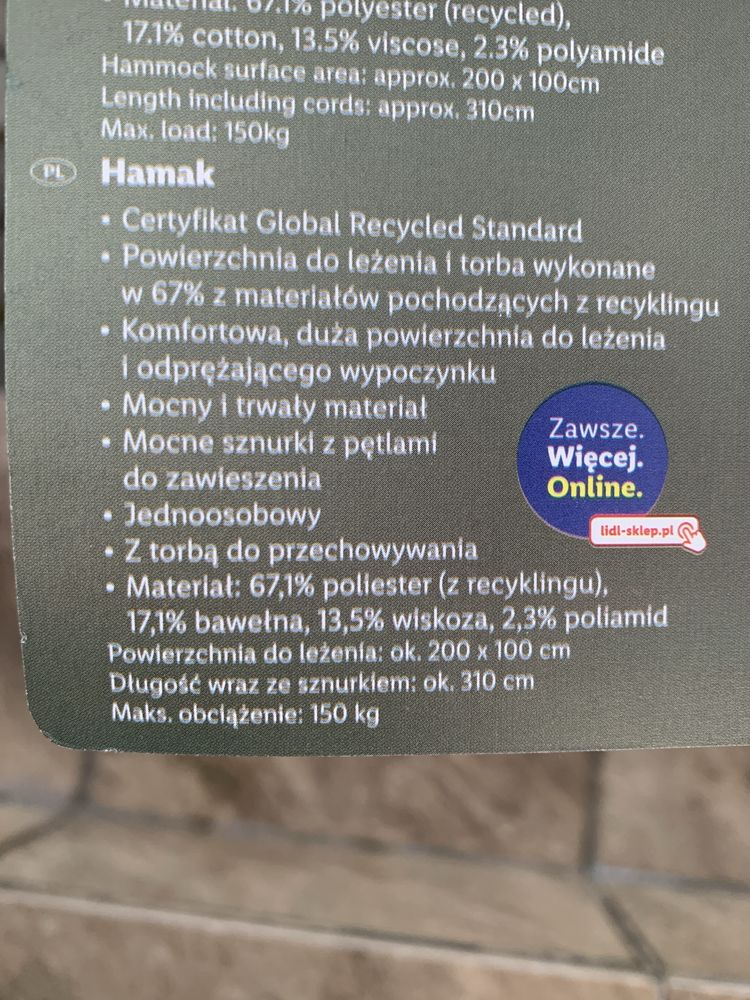 Material: 67.1% polyester (recycled),
17.1% cotton, 13.5% viscose, 2.3% polyamide
Hammock surface area: approx. 200 x 100cm
Length including cords: approx. 310cm
Max. load: 150kg
PL Hamak
• Certyfikat Global Recycled Standard
• Powierzchnia do leżenia i torba wykonane
w 67% z materiałów pochodzących z recyklingu
• Komfortowa, duża powierzchnia do leżenia
i odprężającego wypoczynku
• Mocny i trwały materiał
• Mocne sznurki z pętlami
do zawieszenia
• Jednoosobowy
• Z torbą do przechowywania
• Materiał: 67,1% poliester (z recyklingu),
17,1% bawełna, 13,5% wiskoza, 2,3% poliamid
Powierzchnia do leżenia: ok. 200 x 100 cm
Długość wraz ze sznurkiem: ok. 310 cm
Maks. obciążenie: 150 kg
Zawsze.
Więcej.
Online.
lidl-sklep.pl